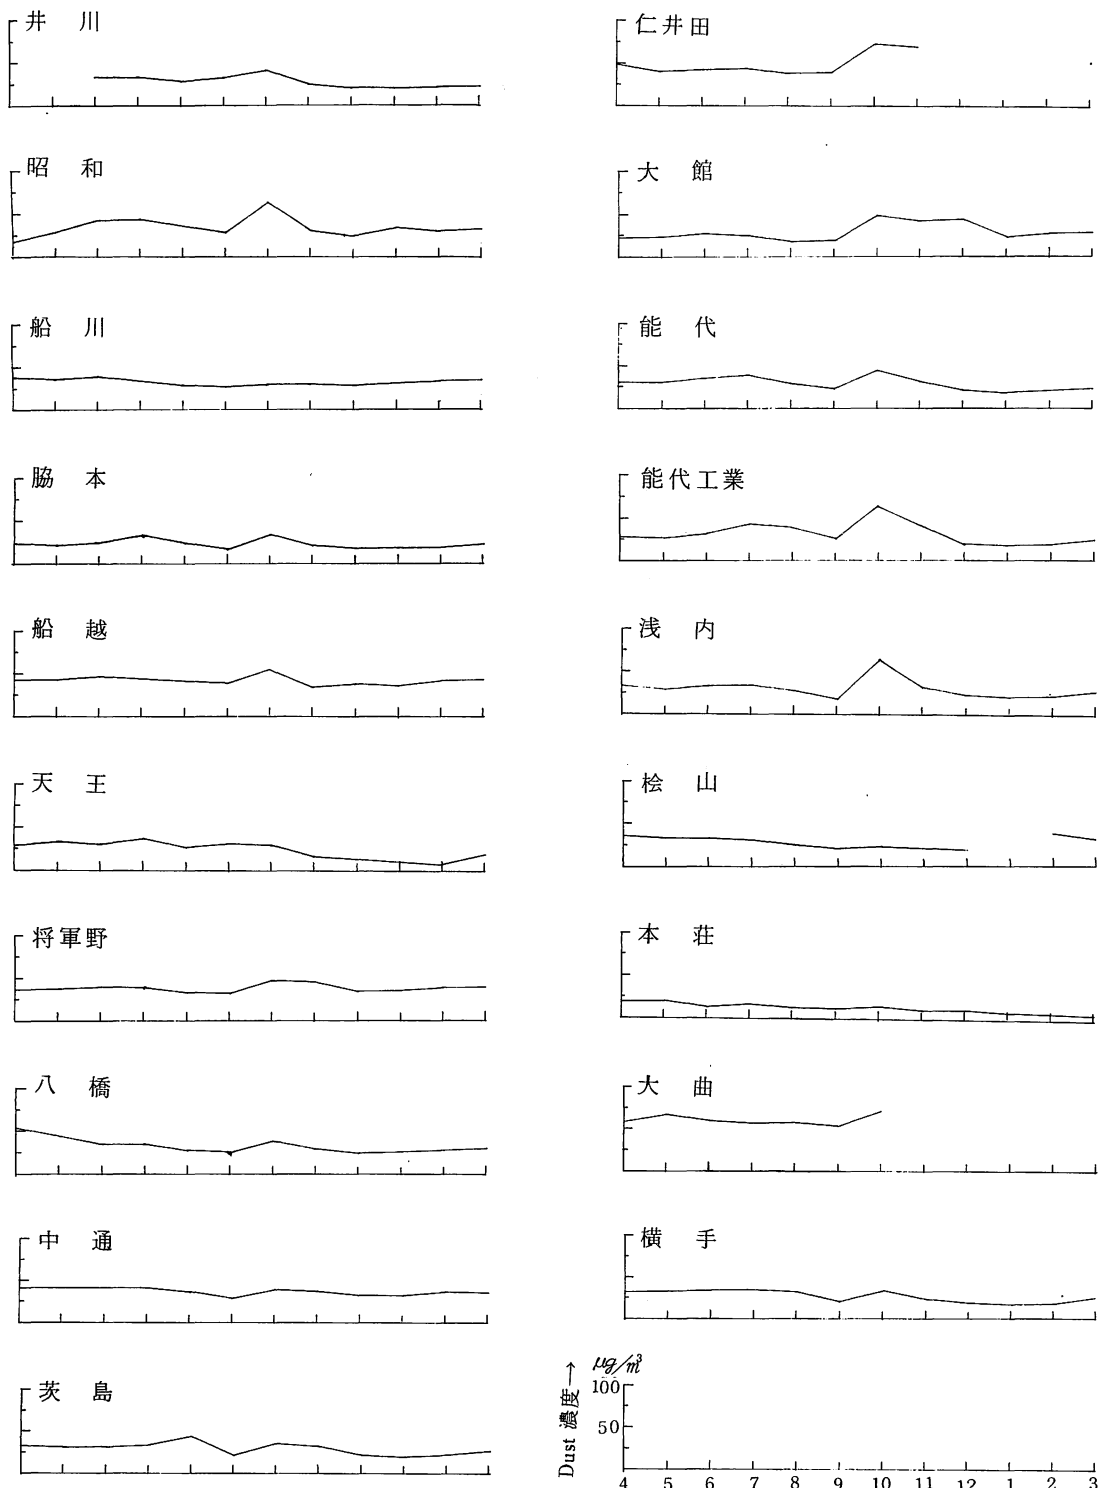 井川
昭和
船川
脇本
船越
天王
将軍野
八橋
中通
茨島
仁井田
大館
能代
能代工業
浅内
桧山
本荘
大曲
横手
μg/m³
Dust 濃度→
100
50
4 5 6 7 8 9 10 11 12 1 2 3